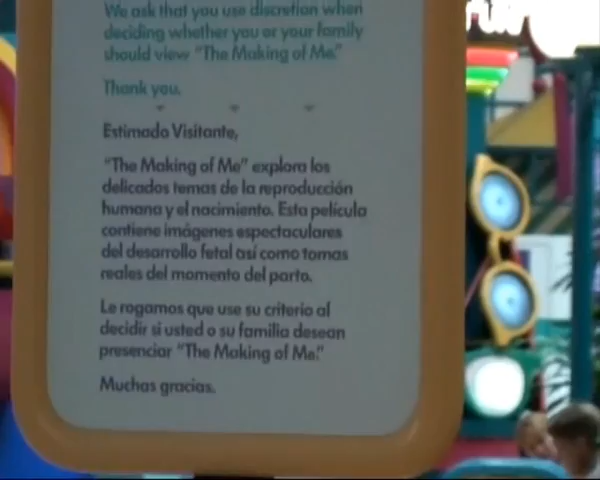 We ask that you use discretion when
deciding whether you or your family
should view "The Making of Me."
Thank you.
Estimado Visitante,
"The Making of Me" explora los
delicados temas de la reproducción
humana y el nacimiento. Esta película
contiene imágenes espectaculares
del desarrollo fetal así como tomas
reales del momento del parto.
Le rogamos que use su criterio al
decidir si usted o su familia desean
presenciar "The Making of Me."
Muchas gracias.